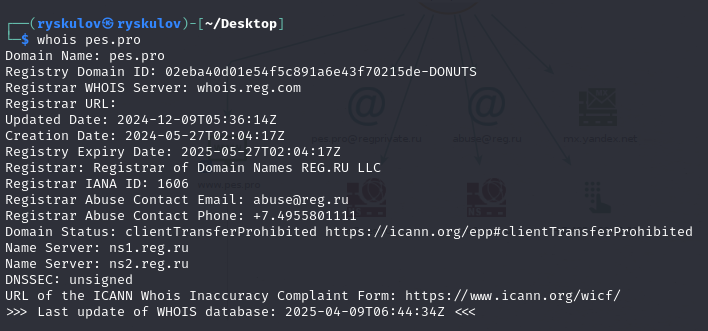 ┌──(ryskulov㉿ryskulov)-[~/Desktop]
└─$ whois pes.pro
Domain Name: pes.pro
Registry Domain ID: 02eba40d01e54f5c891a6e43f70215de-DONUTS
Registrar WHOIS Server: whois.reg.com
Registrar URL:
Updated Date: 2024-12-09T05:36:14Z
Creation Date: 2024-05-27T02:04:17Z
Registry Expiry Date: 2025-05-27T02:04:17Z
Registrar: Registrar of Domain Names REG.RU LLC
Registrar IANA ID: 1606
Registrar Abuse Contact Email: abuse@reg.ru
Registrar Abuse Contact Phone: +7.4955801111
Domain Status: clientTransferProhibited https://icann.org/epp#clientTransferProhibited
Name Server: ns1.reg.ru
Name Server: ns2.reg.ru
DNSSEC: unsigned
URL of the ICANN Whois Inaccuracy Complaint Form: https://www.icann.org/wicf/
>>> Last update of WHOIS database: 2025-04-09T06:44:34Z <<<